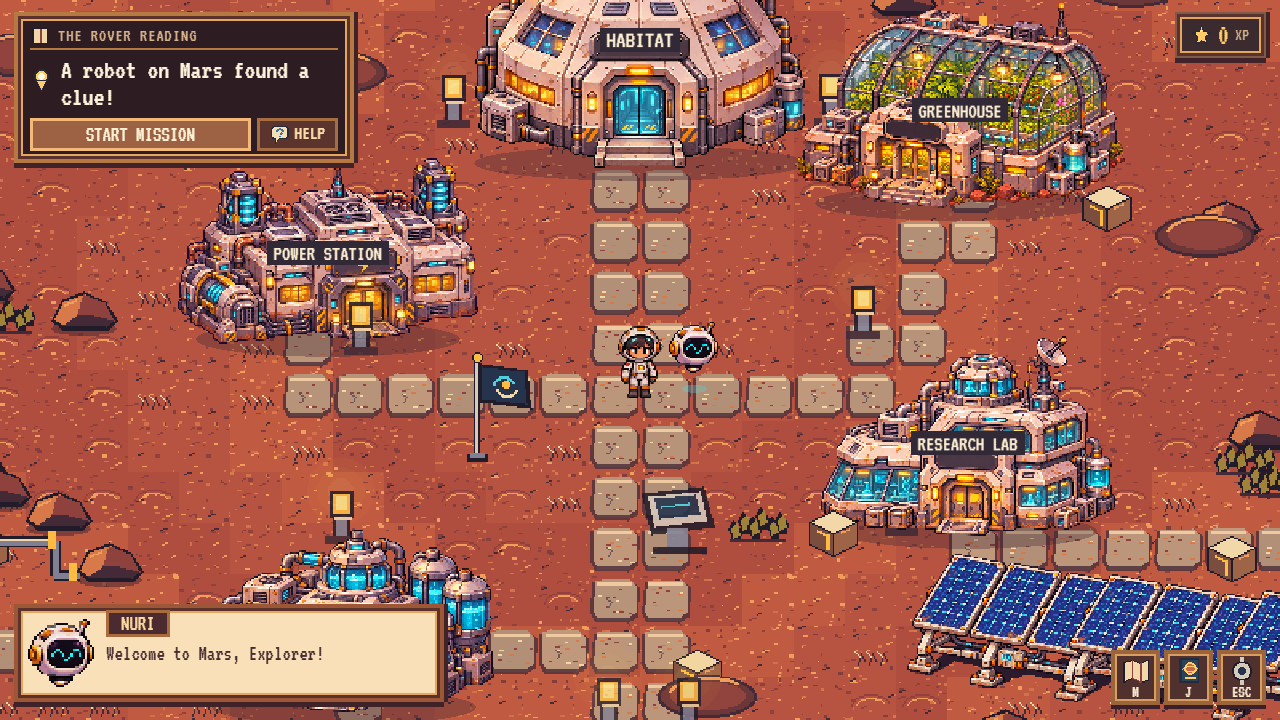 THE ROVER READING
A robot on Mars found a
clue!
START MISSION
HELP
HABITAT
0 XP
GREENHOUSE
POWER STATION
RESEARCH LAB
NURI
Welcome to Mars, Explorer!
M
J
ESC